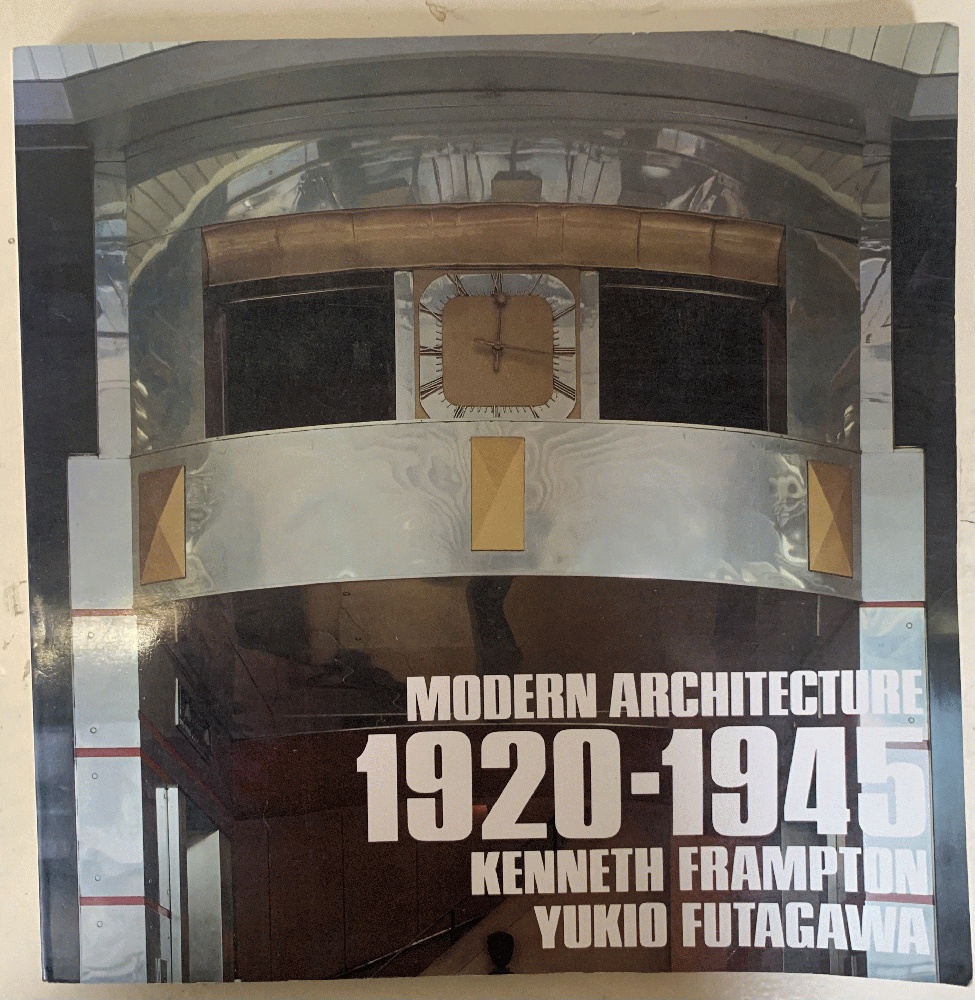 MODERN ARCHITECTURE
1920-1945
KENNETH FRAMPTON
YUKIO FUTAGAWA